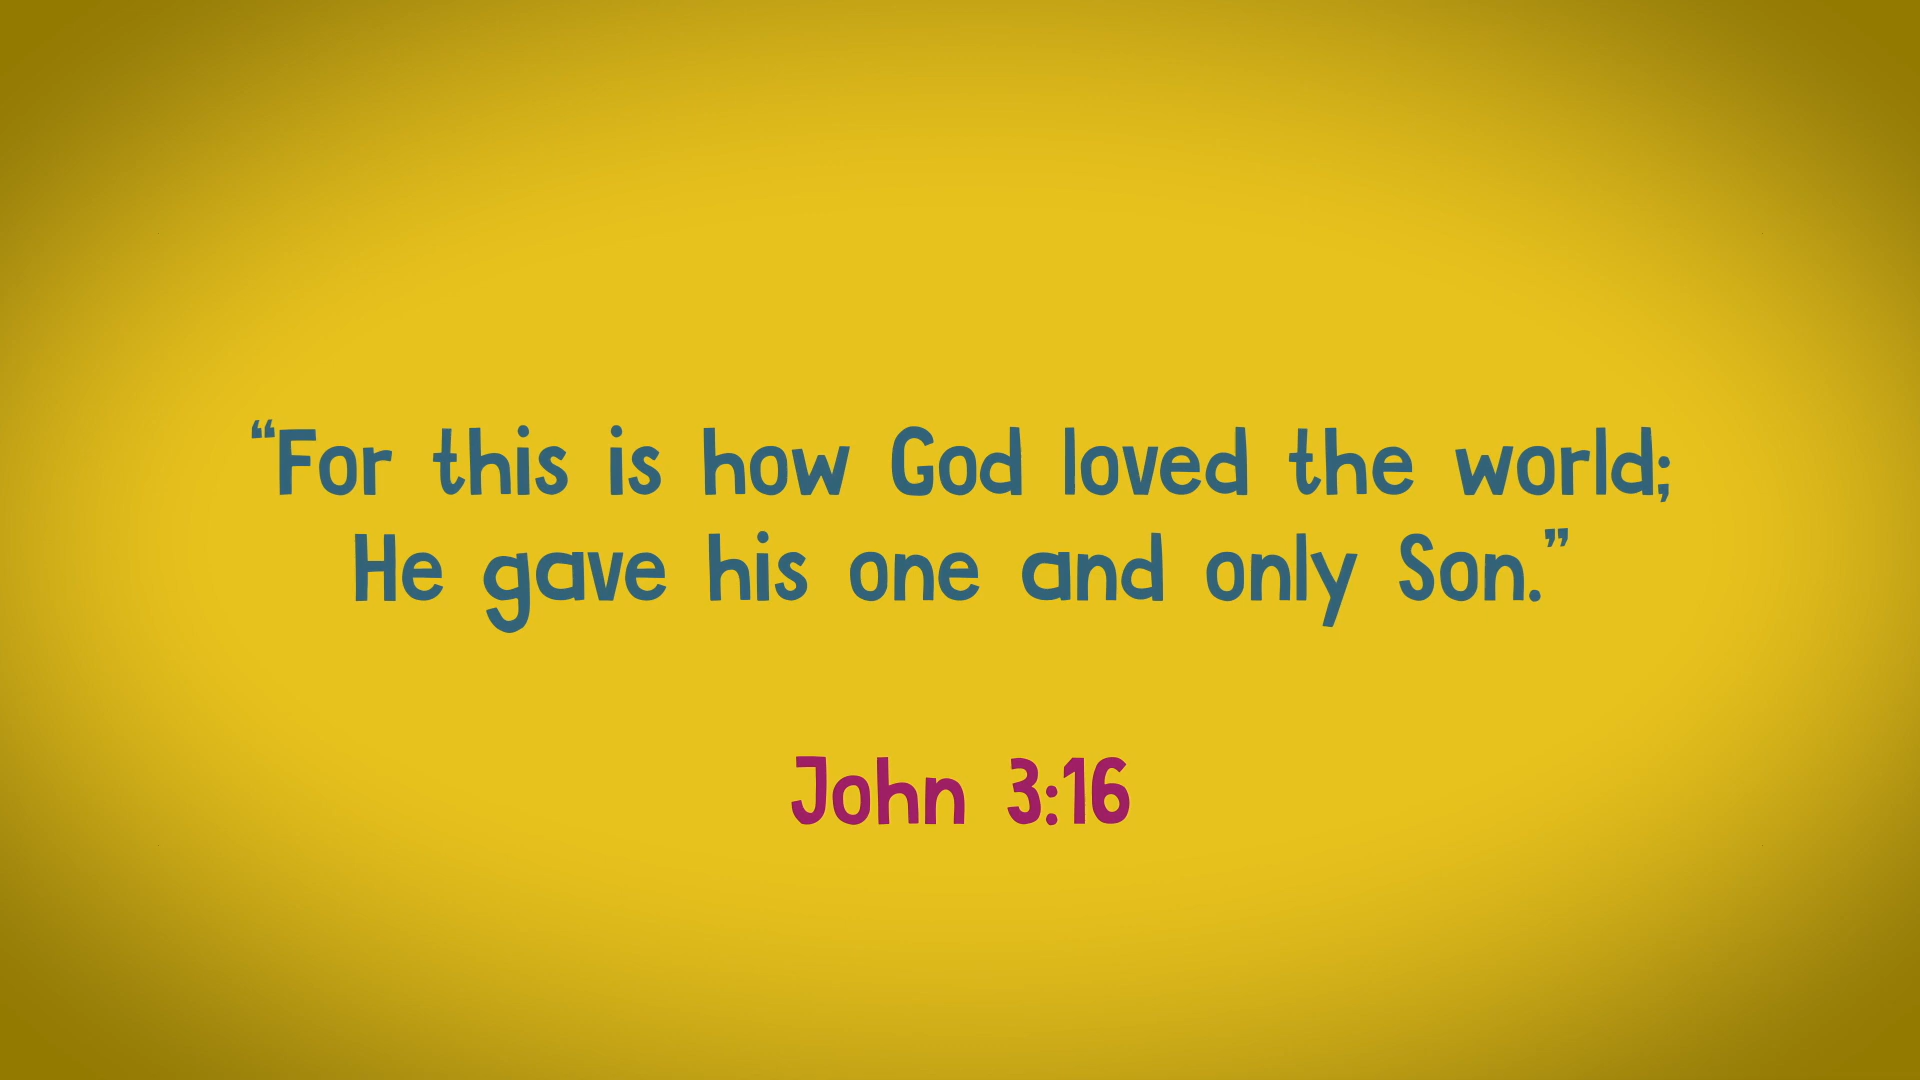 “For this is how God loved the world;
He gave his one and only Son.”
John 3:16